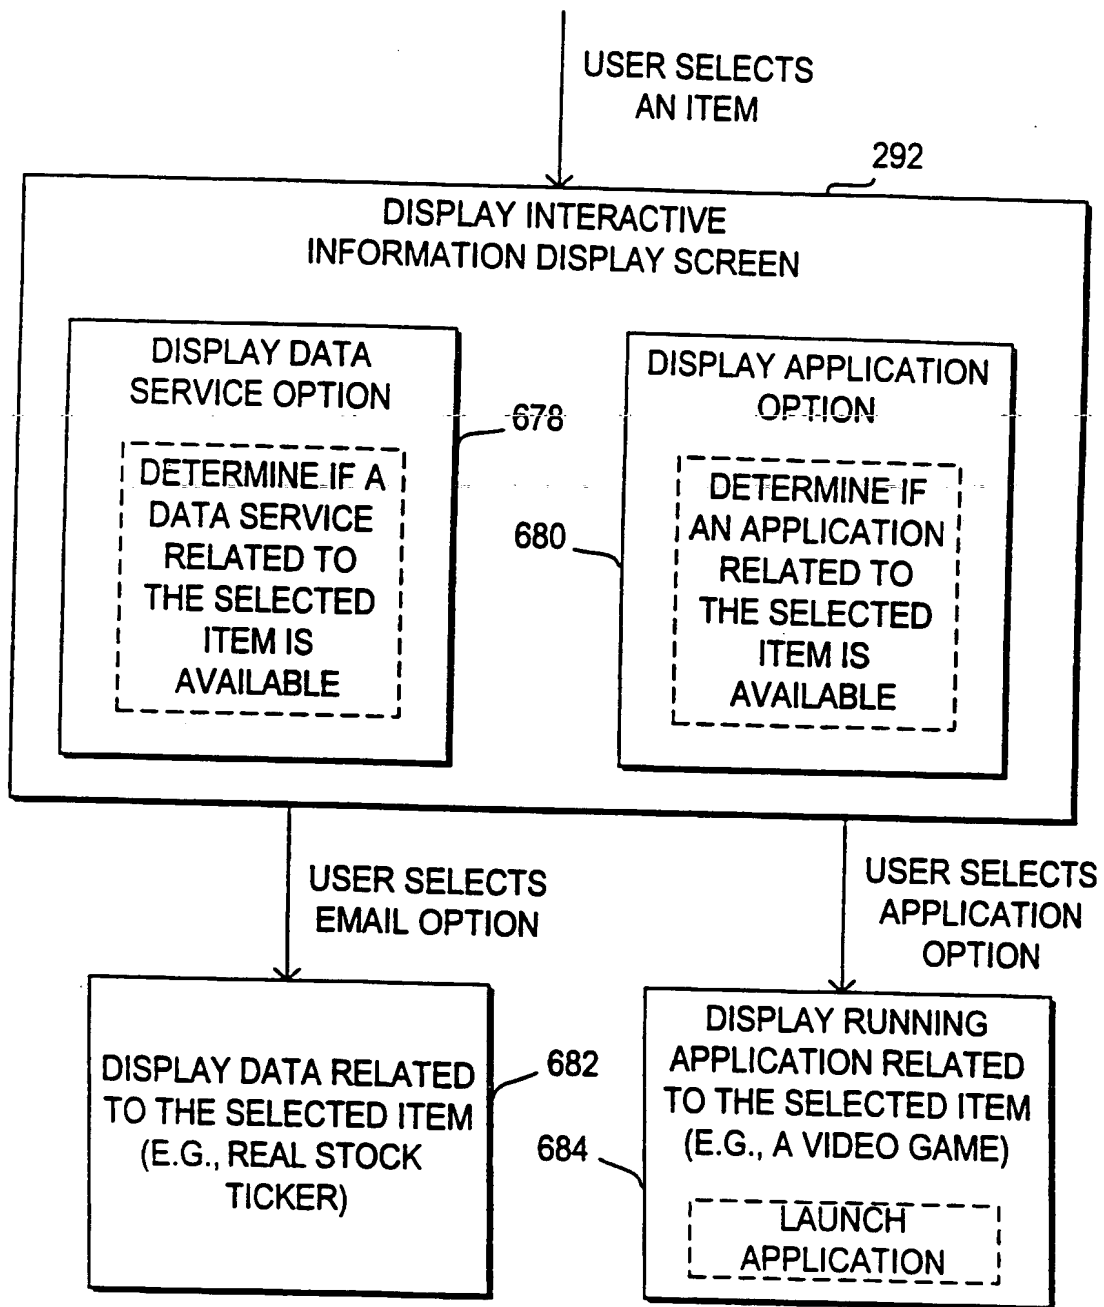 USER SELECTS
AN ITEM
292
DISPLAY INTERACTIVE
INFORMATION DISPLAY SCREEN
DISPLAY DATA
SERVICE OPTION
678
DETERMINE IF A
DATA SERVICE
RELATED TO
THE SELECTED
ITEM IS
AVAILABLE
DISPLAY APPLICATION
OPTION
680
DETERMINE IF
AN APPLICATION
RELATED TO
THE SELECTED
ITEM IS
AVAILABLE
USER SELECTS
EMAIL OPTION
USER SELECTS
APPLICATION
OPTION
DISPLAY DATA RELATED
TO THE SELECTED ITEM
(E.G., REAL STOCK
TICKER)
682
DISPLAY RUNNING
APPLICATION RELATED
TO THE SELECTED ITEM
(E.G., A VIDEO GAME)
684
LAUNCH
APPLICATION